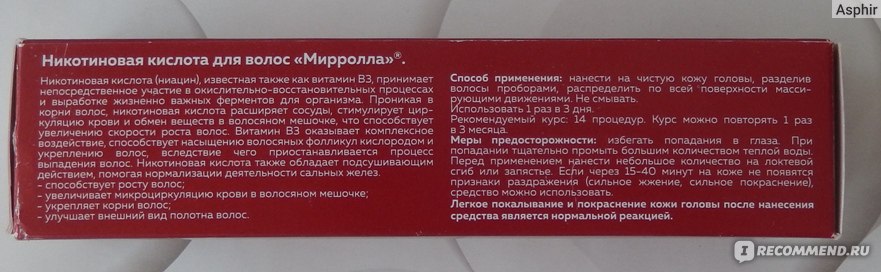 Asphir
Никотиновая кислота для волос «Мирролла»®.
Никотиновая кислота (ниацин), известная также как витамин В3, принимает
непосредственное участие в окислительно-восстановительных процессах
и выработке жизненно важных ферментов для организма. Проникая в
корни волос, никотиновая кислота расширяет сосуды, стимулирует цир-
куляцию крови и обмен веществ в волосяном мешочке, что способствует
увеличению скорости роста волос. Витамин В3 оказывает комплексное
воздействие, способствует насыщению волосяных фолликул кислородом и
укреплению волос, вследствие чего приостанавливается процесс
выпадения волос. Никотиновая кислота также обладает подсушивающим
действием, помогая нормализации деятельности сальных желез.
- способствует росту волос;
- увеличивает микроциркуляцию крови в волосяном мешочке;
- укрепляет корни волос;
- улучшает внешний вид полотна волос.
Способ применения: нанести на чистую кожу головы, разделив
волосы проборами, распределить по всей поверхности масси-
рующими движениями. Не смывать.
Использовать 1 раз в 3 дня.
Рекомендуемый курс: 14 процедур. Курс можно повторять 1 раз
в 3 месяца.
Меры предосторожности: избегать попадания в глаза. При
попадании тщательно промыть большим количеством теплой воды.
Перед применением нанести небольшое количество на локтевой
сгиб или запястье. Если через 15-40 минут на коже не появятся
признаки раздражения (сильное жжение, сильное покраснение),
средство можно использовать.
Легкое покалывание и покраснение кожи головы после нанесения
средства является нормальной реакцией.
I RECOMMEND.RU